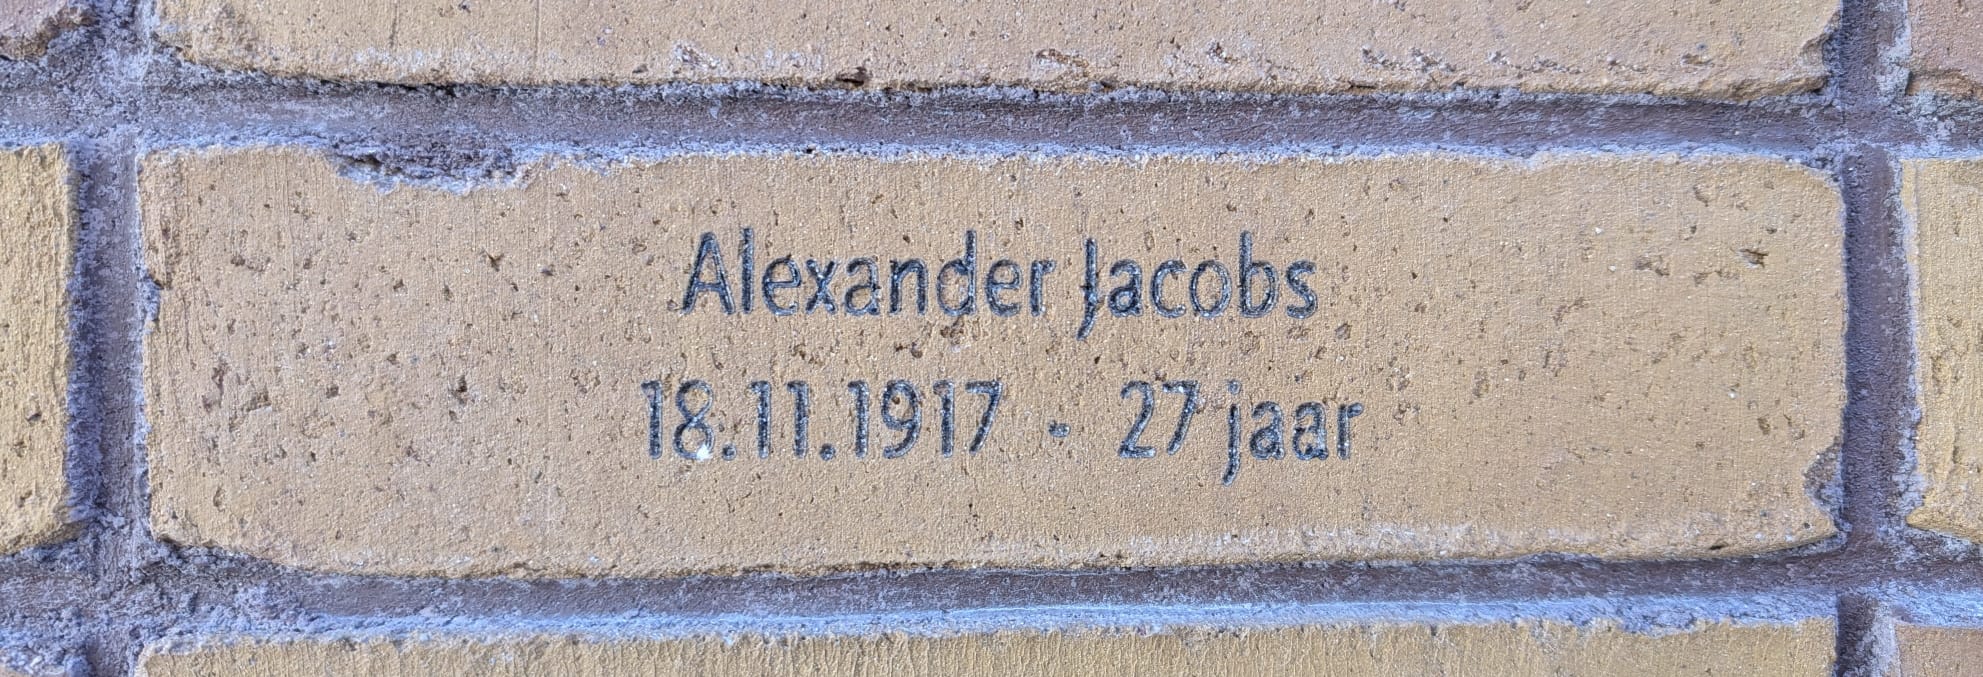 Alexander Jacobs
18.11.1917 · 27 jaar